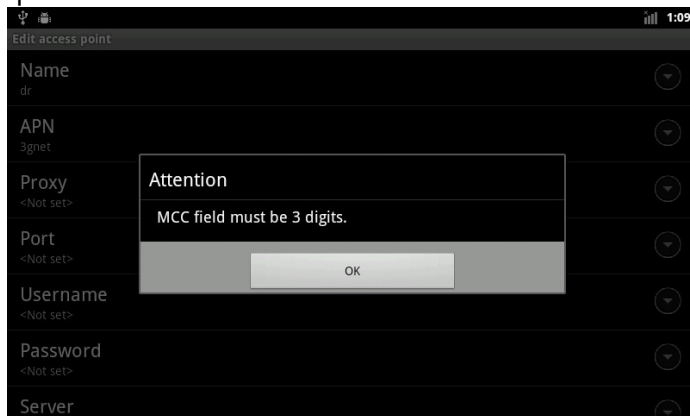 1:09
Edit access point
Name
dr
APN
3gnet
Proxy
<Not set>
Attention
MCC field must be 3 digits.
OK
Port
<Not set>
Username
<Not set>
Password
<Not set>
Server